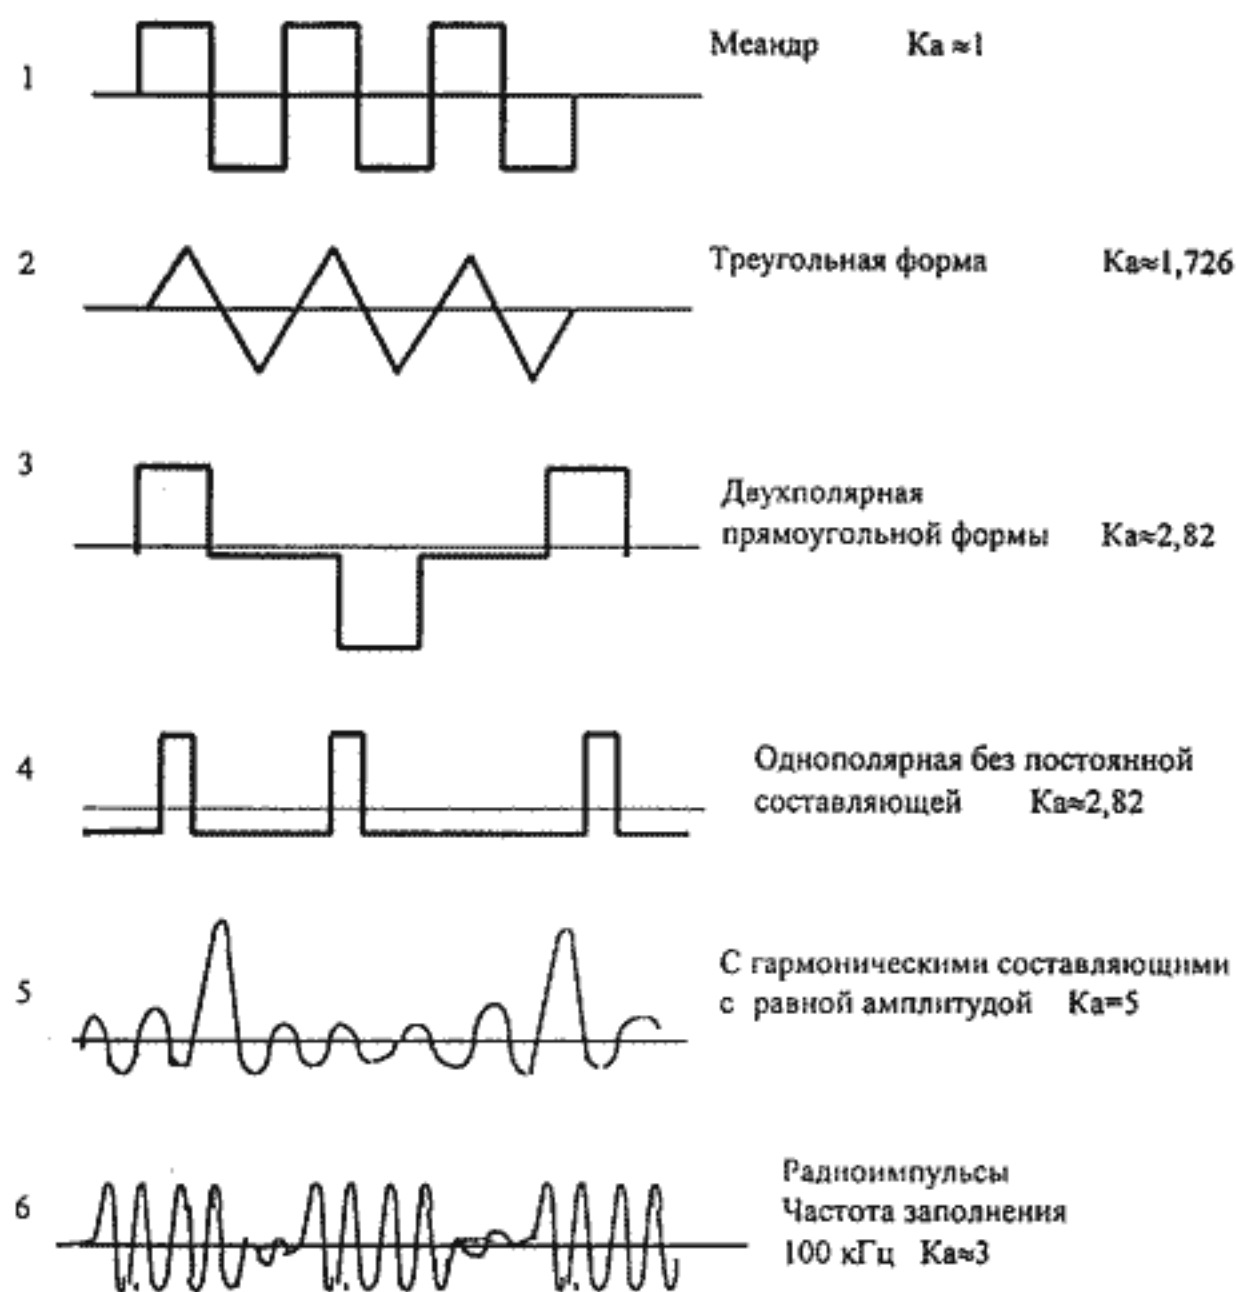 1 Меандр Ка ≈1
2 Треугольная форма Ка≈1,726
3
Двухполярная
прямоугольной формы Ка≈2,82
4 Однополярная без постоянной
составляющей Ка≈2,82
5 С гармоническими составляющими
с равной амплитудой Ка=5
6 Радиоимпульсы
Частота заполнения
100 кГц Ка≈3